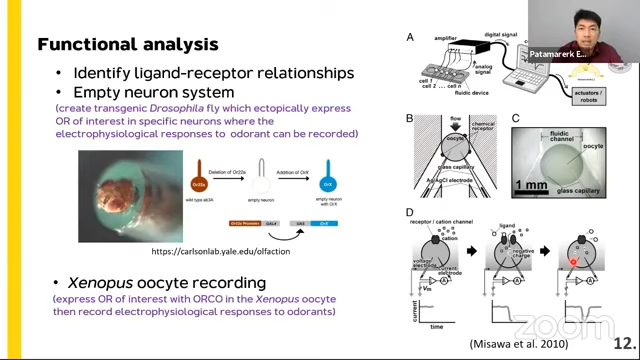 Functional analysis
• Identify ligand-receptor relationships
• Empty neuron system
(create transgenic Drosophila fly which ectopically express
OR of interest in specific neurons where the
electrophysiological responses to odorant can be recorded)
Or22a
Deletion of Or22a
Addition of OrX
OrX
wild type ab3A
empty neuron
empty neuron
with OrX
Or22a Promoter
GAL4
UAS
OrX
https://carlsonlab.yale.edu/olfaction
• Xenopus oocyte recording
(express OR of interest with ORCO in the Xenopus oocyte
then record electrophysiological responses to odorants)
A
amplifier
digital signal
analog
signal
cell 1
cell 2 ... cell n
fluidic device
actuators /
robots
Patamarerk E...
B
flow
chemical
receptor
oocyte
glass capillary
Ag/AgCl electrode
C
fluidic
channel
oocyte
1 mm
glass capillary
D
receptor / cation channel
cation
ligand
negative
charge
voltage
electrode
current
electrode
Vm
A
A
A
current
time
(Misawa et al. 2010)
zoom
12.